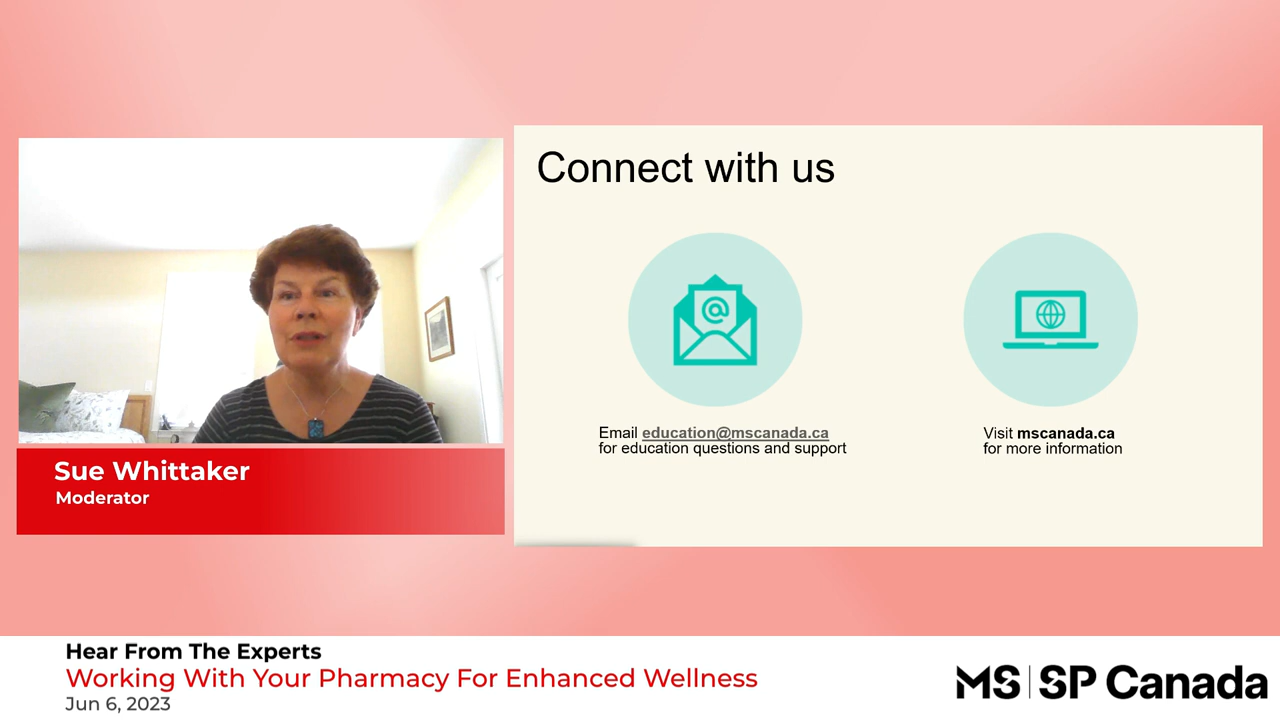 Connect with us
@
Email education@mscanada.ca
for education questions and support
Visit mscanada.ca
for more information
Sue Whittaker
Moderator
Hear From The Experts
Working With Your Pharmacy For Enhanced Wellness
Jun 6, 2023
MS | SP Canada